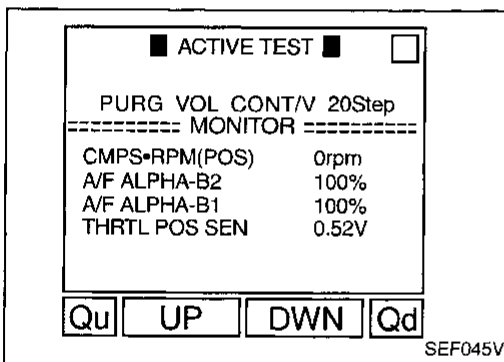 ■ ACTIVE TEST ■
PURG VOL CONT/V 20Step
========= MONITOR =========
CMPS•RPM(POS) 0rpm
A/F ALPHA-B2 100%
A/F ALPHA-B1 100%
THRTL POS SEN 0.52V
Qu UP DWN Qd
SEF045V